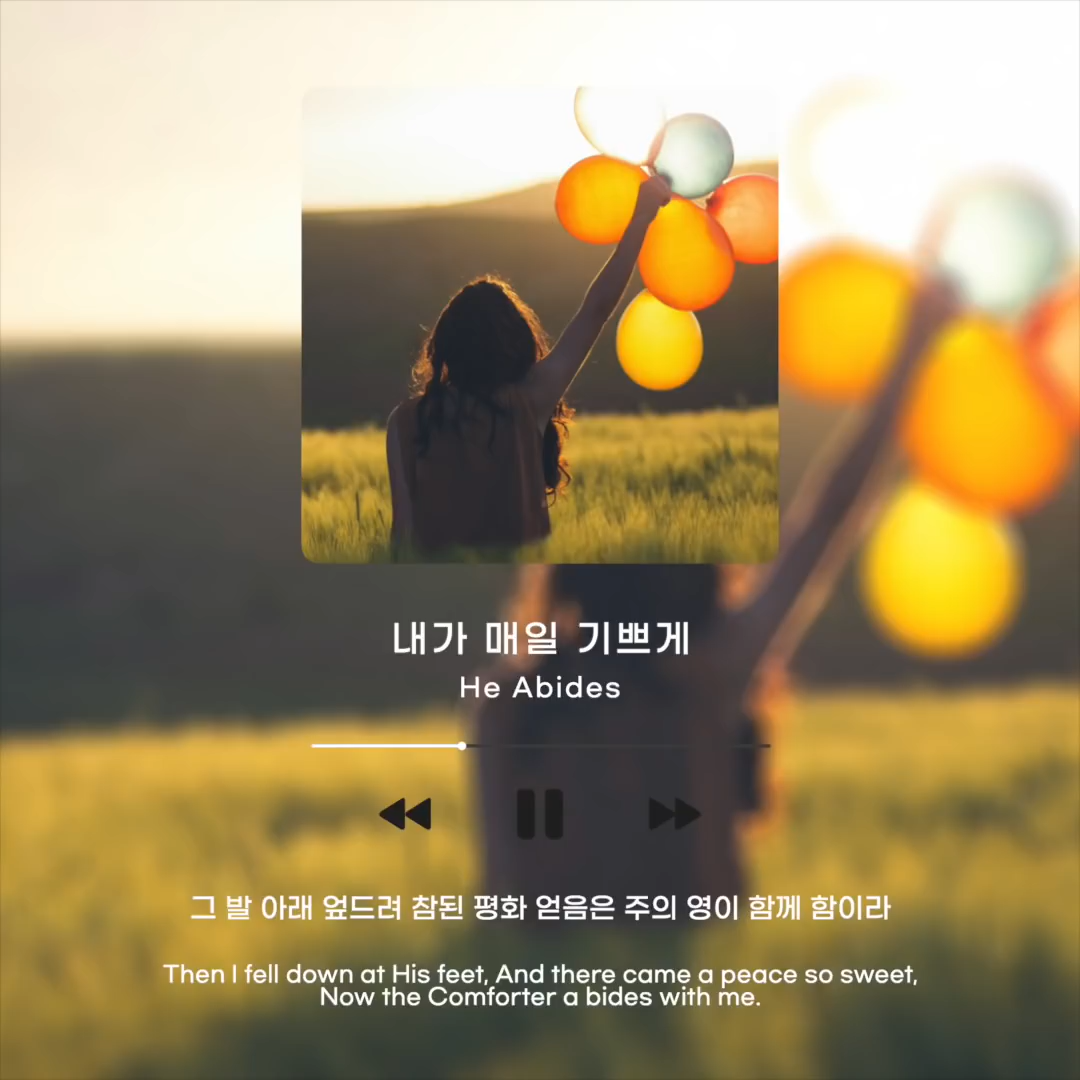 내가 매일 기쁘게
He Abides
그 발 아래 엎드려 참된 평화 얻음은 주의 영이 함께 함이라
Then I fell down at His feet, And there came a peace so sweet,
Now the Comforter a bides with me.